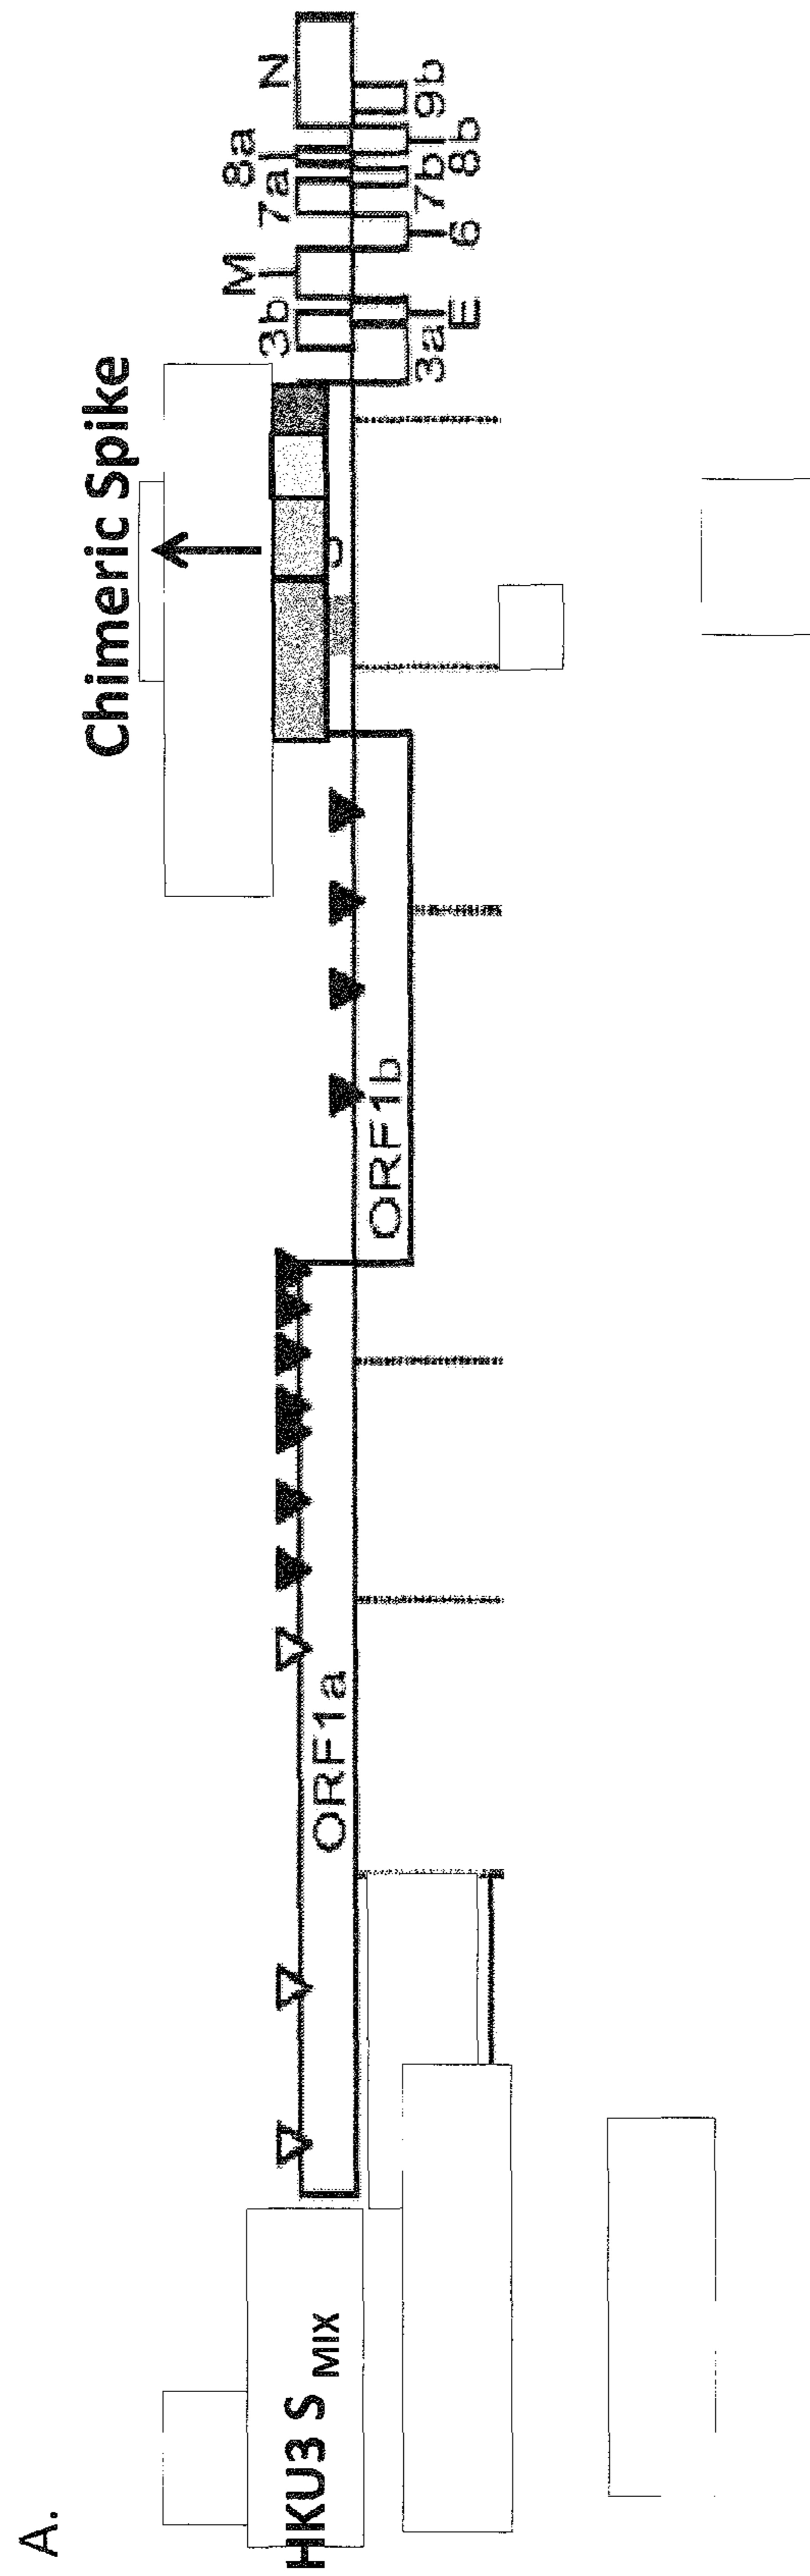 A.
HKU3 S MIX
ORF1a
ORF1b
Chimeric Spike
3b
M
7a
8a
N
3a
E
6
7b
8b
9b